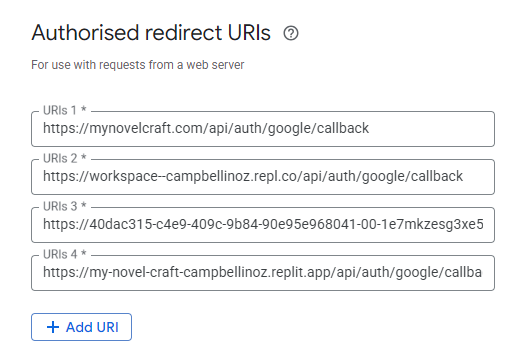 Authorised redirect URIs
For use with requests from a web server
URIs 1 *
https://mynovelcraft.com/api/auth/google/callback
URIs 2 *
https://workspace--campbellinoz.repl.co/api/auth/google/callback
URIs 3 *
https://40dac315-c4e9-409c-9b84-90e95e968041-00-1e7mkzesg3xe5
URIs 4 *
https://my-novel-craft-campbellinoz.replit.app/api/auth/google/callba
+ Add URI